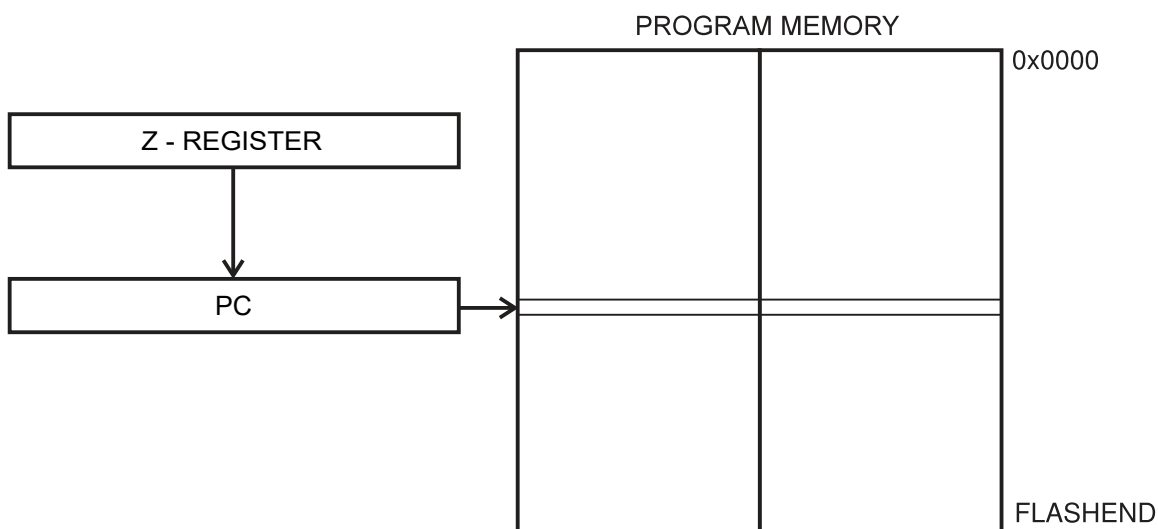 PROGRAM MEMORY
0x0000
Z - REGISTER
PC
FLASHEND